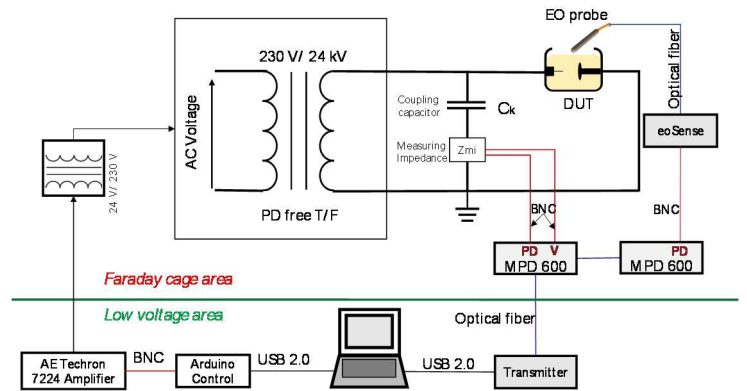 EO probe
230 V/ 24 kV
Optical fiber
AC Voltage
Coupling
capacitor
Ck
DUT
eoSense
Measuring
Impedance
Zmi
24 V/ 230 V
PD free T/F
BNC
BNC
PD V
MPD 600
PD
MPD 600
Faraday cage area
Low voltage area
Optical fiber
AE Techron
7224 Amplifier
BNC
Arduino
Control
USB 2.0
USB 2.0
Transmitter